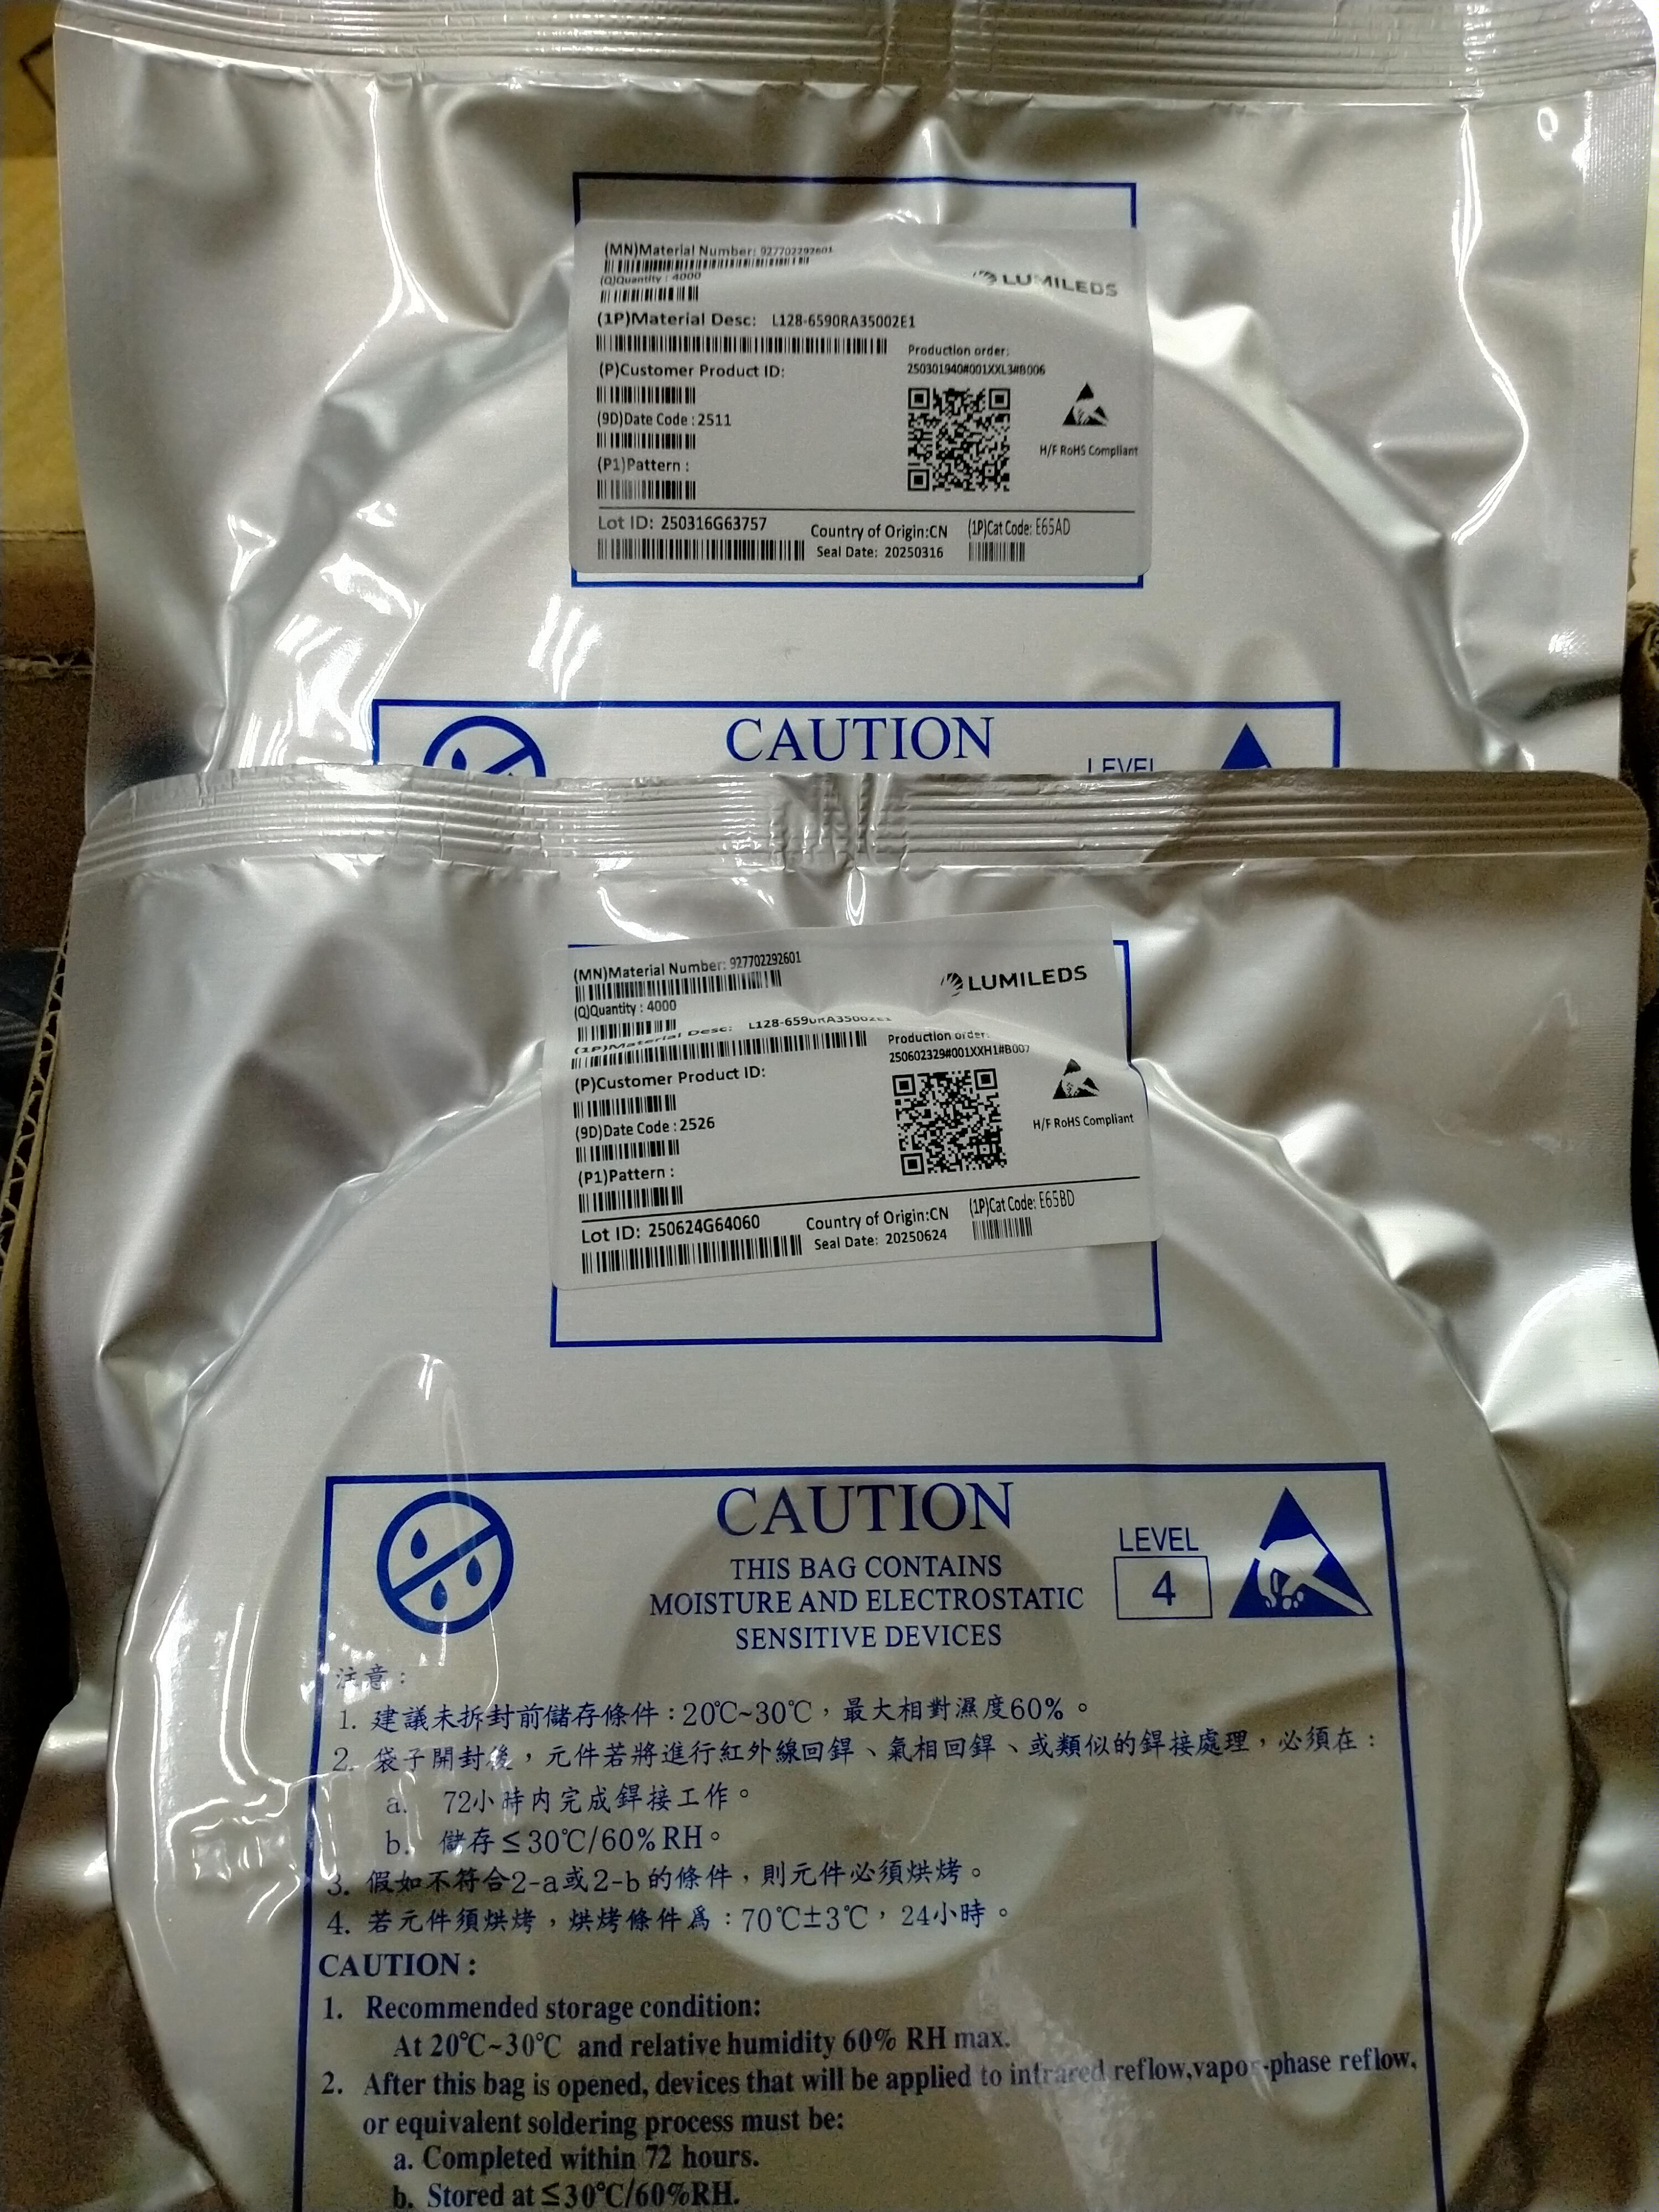 (MN)Material Number: 927702292601
(Q)Quantity : 4000
LUMILEDS
(1P)Material Desc: L128-6590RA35002E1
(P)Customer Product ID:
Production order:
250301940#001XXL3#B006
(9D)Date Code : 2511
H/F RoHS Compliant
(P1)Pattern :
Lot ID: 250316G63757
Country of Origin:CN
Seal Date: 20250316
(1P)Cat Code: E65AD
CAUTION
LEVEL
(MN)Material Number: 927702292601
(Q)Quantity : 4000
LUMILEDS
(1P)Material Desc: L128-6590RA35002E1
Production order:
250602329#001XXH1#B007
(P)Customer Product ID:
(9D)Date Code : 2526
H/F RoHS Compliant
(P1)Pattern :
Lot ID: 250624G64060
Country of Origin:CN
Seal Date: 20250624
(1P)Cat Code: E65BD
CAUTION
THIS BAG CONTAINS
MOISTURE AND ELECTROSTATIC
SENSITIVE DEVICES
LEVEL
4
注意：
1. 建議未拆封前儲存條件：20℃~30℃，最大相對濕度60%。
2. 袋子開封後，元件若將進行紅外線回銲、氣相回銲、或類似的銲接處理，必須在：
a. 72小時內完成銲接工作。
b. 儲存≦30℃/60%RH。
3. 假如不符合2-a或2-b的條件，則元件必須烘烤。
4. 若元件須烘烤，烘烤條件爲：70℃±3℃，24小時。
CAUTION :
1. Recommended storage condition:
At 20℃~30℃ and relative humidity 60% RH max.
2. After this bag is opened, devices that will be applied to intrared reflow,vapor-phase reflow,
or equivalent soldering process must be:
a. Completed within 72 hours.
b. Stored at ≦30℃/60%RH.